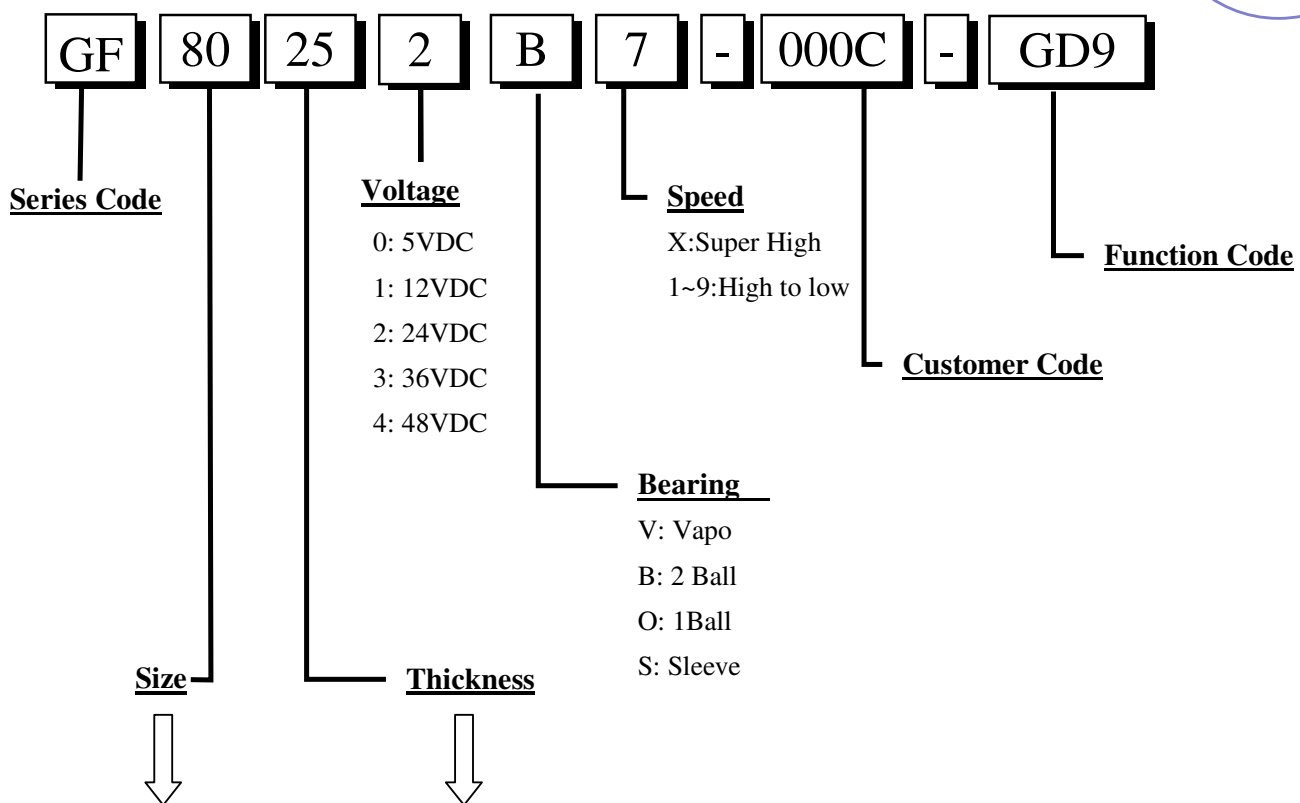 GF 80 25 2 B 7 - 000C - GD9
Series Code
Voltage
0: 5VDC
1: 12VDC
2: 24VDC
3: 36VDC
4: 48VDC
Speed
X:Super High
1~9:High to low
Function Code
Customer Code
Bearing
V: Vapo
B: 2 Ball
O: 1Ball
S: Sleeve
Size
Thickness